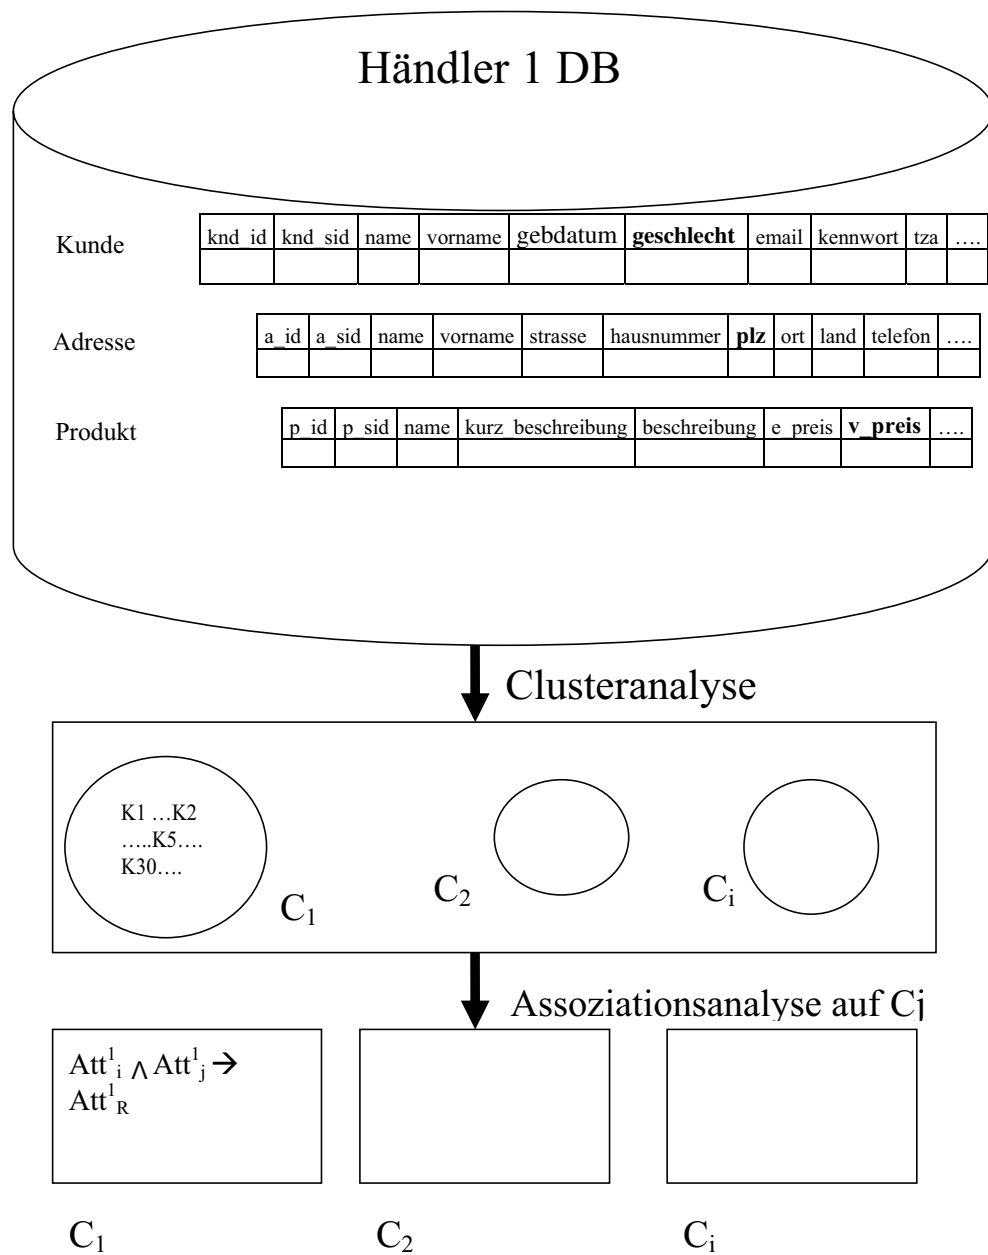 Händler 1 DB
Kunde knd_id knd_sid name vorname gebdatum geschlecht email kennwort tza ….
Adresse a_id a_sid name vorname strasse hausnummer plz ort land telefon ….
Produkt p_id p_sid name kurz_beschreibung beschreibung e_preis v_preis ….
Clusteranalyse
K1 …K2
…..K5….
K30….
C₁ C₂ Cᵢ
Assoziationsanalyse auf Cj
Att¹ᵢ ∧ Att¹ⱼ →
Att¹_R
C₁ C₂ Cᵢ